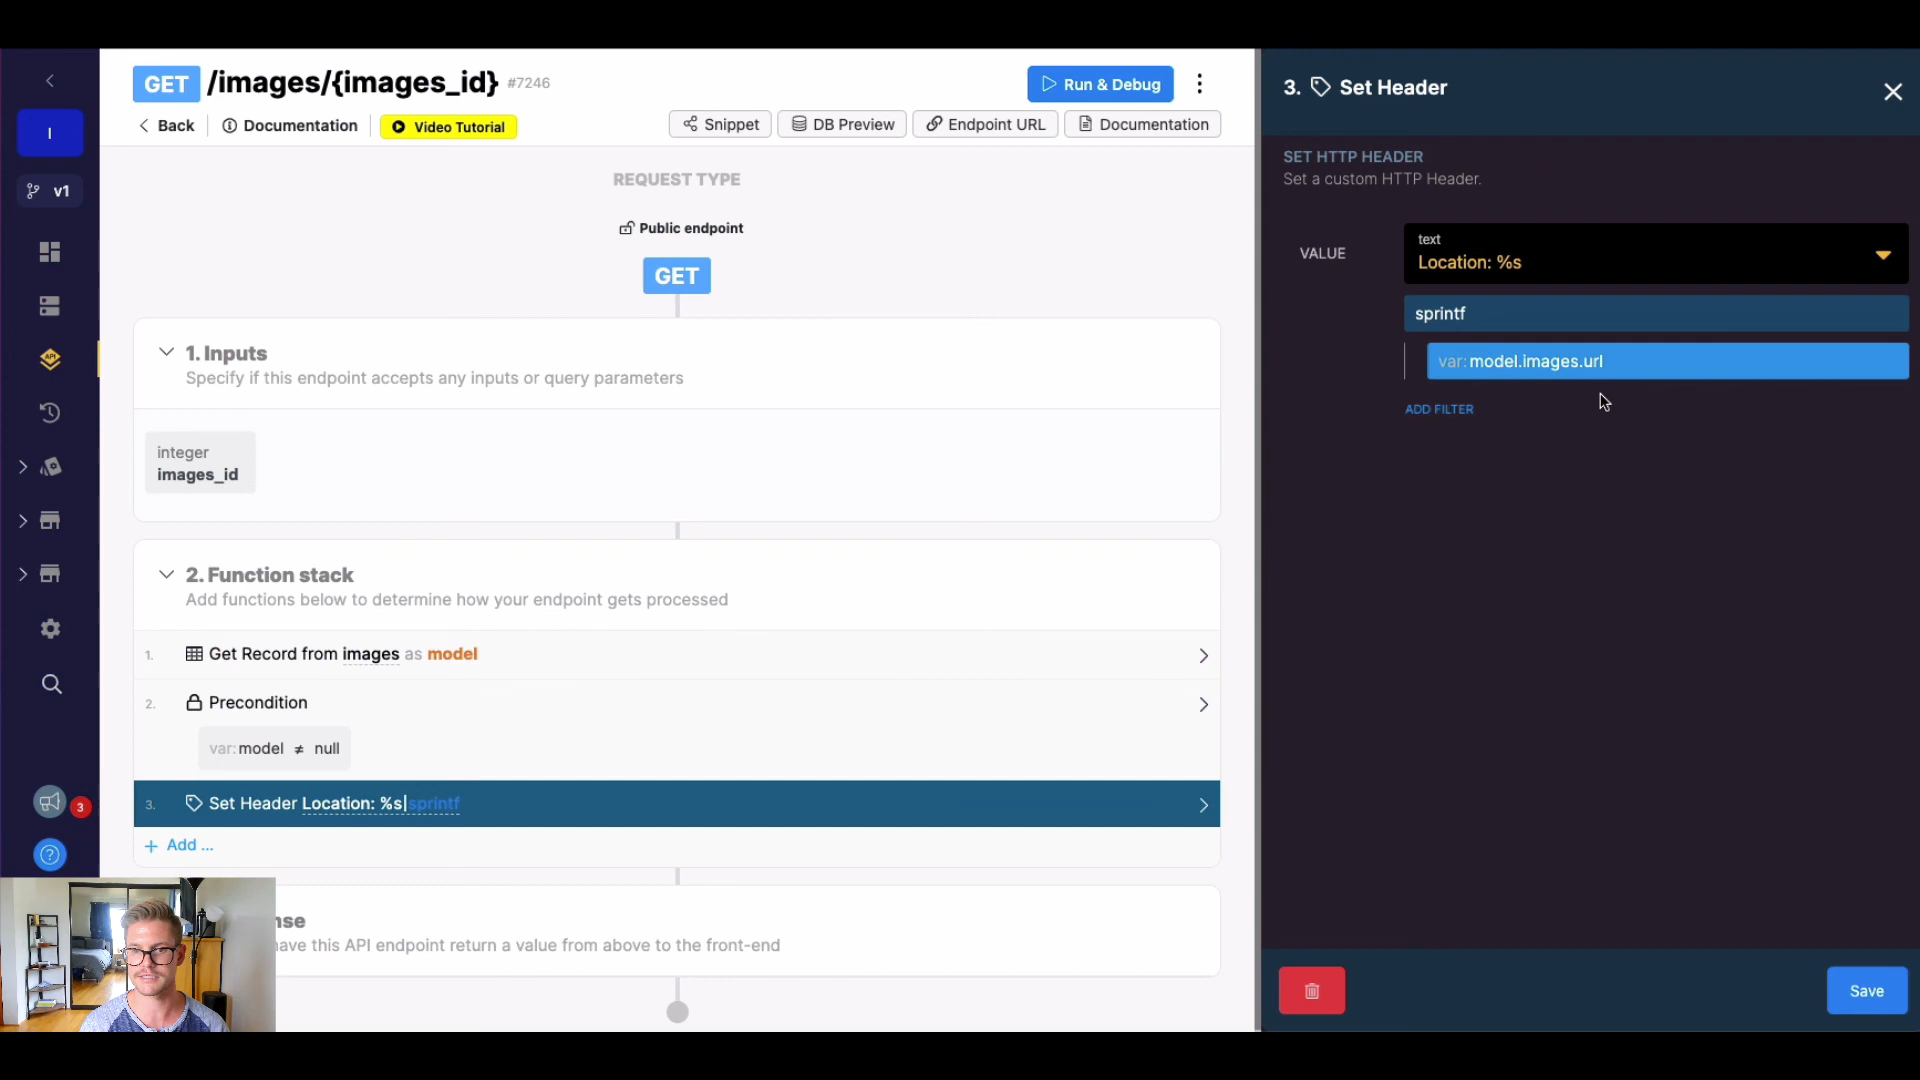 GET /images/{images_id} #7246
Run & Debug
Back
Documentation
Video Tutorial
Snippet
DB Preview
Endpoint URL
Documentation
I
v1
API
3
REQUEST TYPE
Public endpoint
GET
1. Inputs
Specify if this endpoint accepts any inputs or query parameters
integer
images_id
2. Function stack
Add functions below to determine how your endpoint gets processed
1. Get Record from images as model
2. Precondition
var:model ≠ null
3. Set Header Location: %s|sprintf
+ Add ...
nse
have this API endpoint return a value from above to the front-end
3. Set Header
SET HTTP HEADER
Set a custom HTTP Header.
VALUE
text
Location: %s
sprintf
var:model.images.url
ADD FILTER
Save